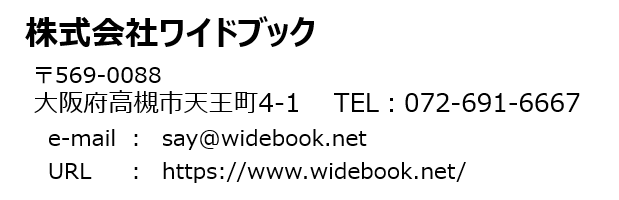 株式会社ワイドブック
〒569-0088
大阪府高槻市天王町4-1　TEL：072-691-6667
e-mail ： say@widebook.net
URL ： https://www.widebook.net/